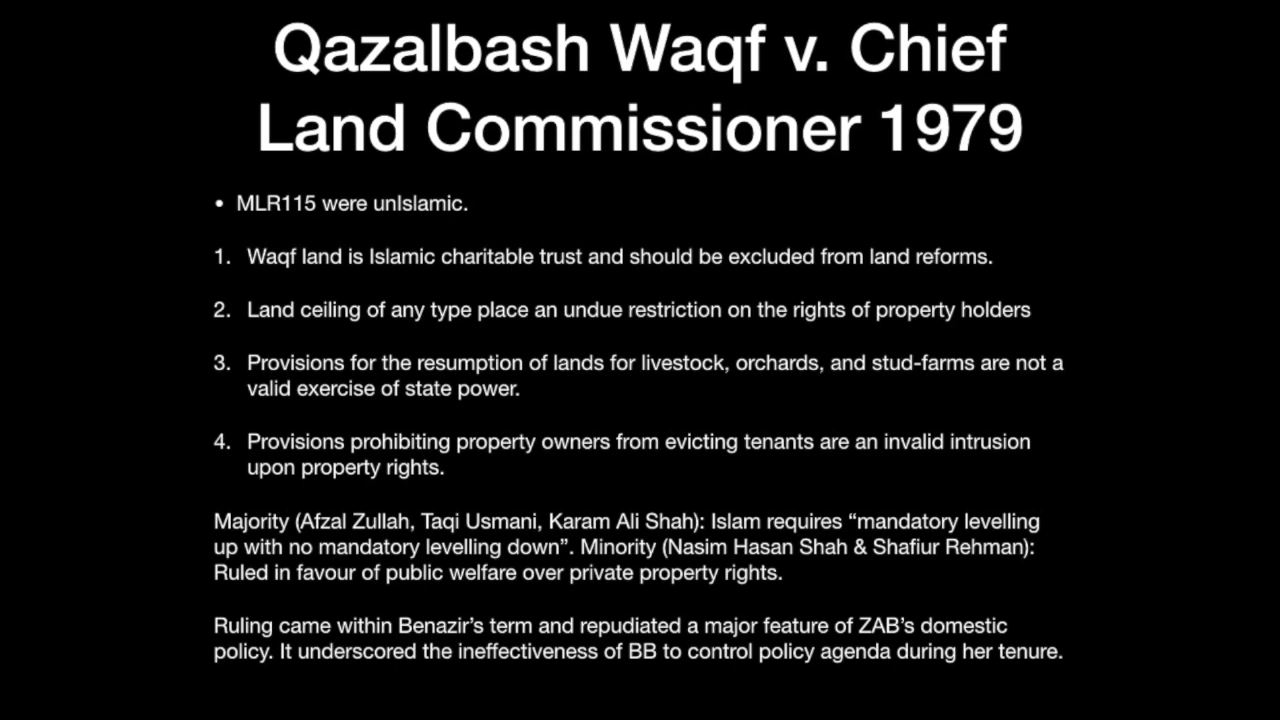 Qazalbash Waqf v. Chief
Land Commissioner 1979
• MLR115 were unIslamic.
1. Waqf land is Islamic charitable trust and should be excluded from land reforms.
2. Land ceiling of any type place an undue restriction on the rights of property holders
3. Provisions for the resumption of lands for livestock, orchards, and stud-farms are not a
valid exercise of state power.
4. Provisions prohibiting property owners from evicting tenants are an invalid intrusion
upon property rights.
Majority (Afzal Zullah, Taqi Usmani, Karam Ali Shah): Islam requires “mandatory levelling
up with no mandatory levelling down”. Minority (Nasim Hasan Shah & Shafiur Rehman):
Ruled in favour of public welfare over private property rights.
Ruling came within Benazir’s term and repudiated a major feature of ZAB’s domestic
policy. It underscored the ineffectiveness of BB to control policy agenda during her tenure.